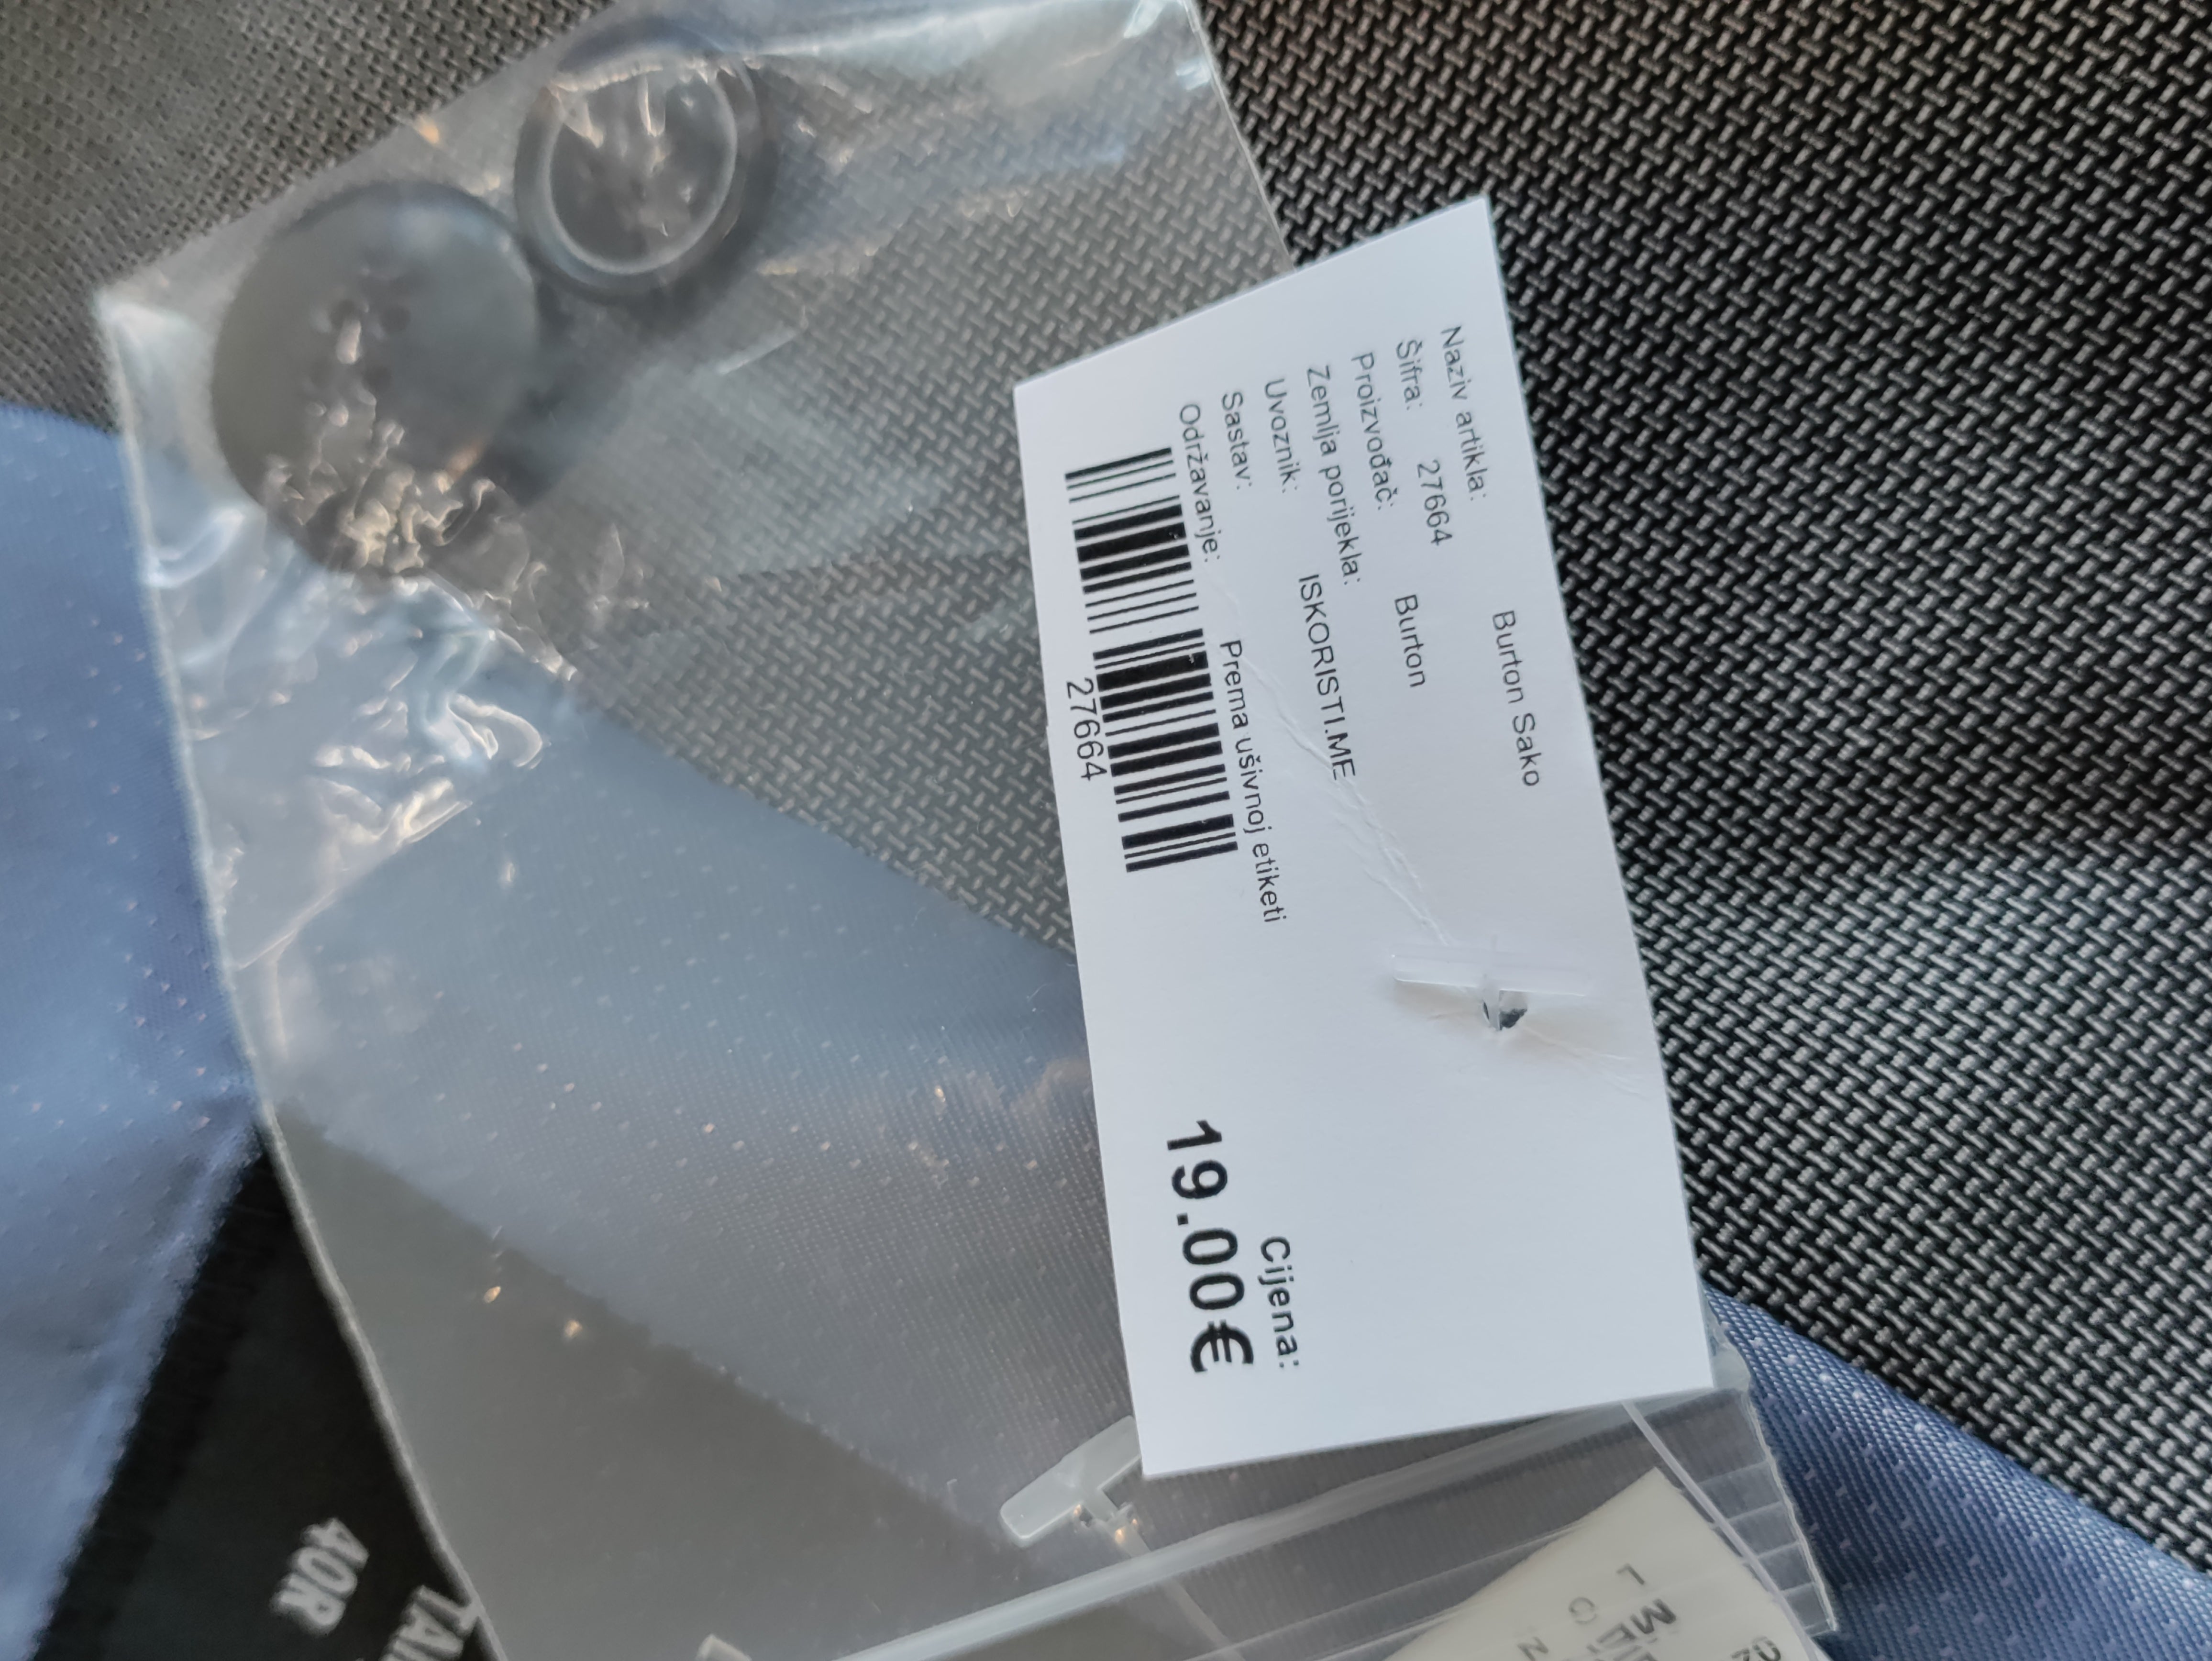 Naziv artikla: Burton Sako
Šifra: 27664
Proizvođač: Burton
Zemlja porijekla:
Uvoznik: ISKORISTI.ME
Sastav:
Održavanje: Prema ušivnoj etiketi
27664
Cijena:
19.00€
40R